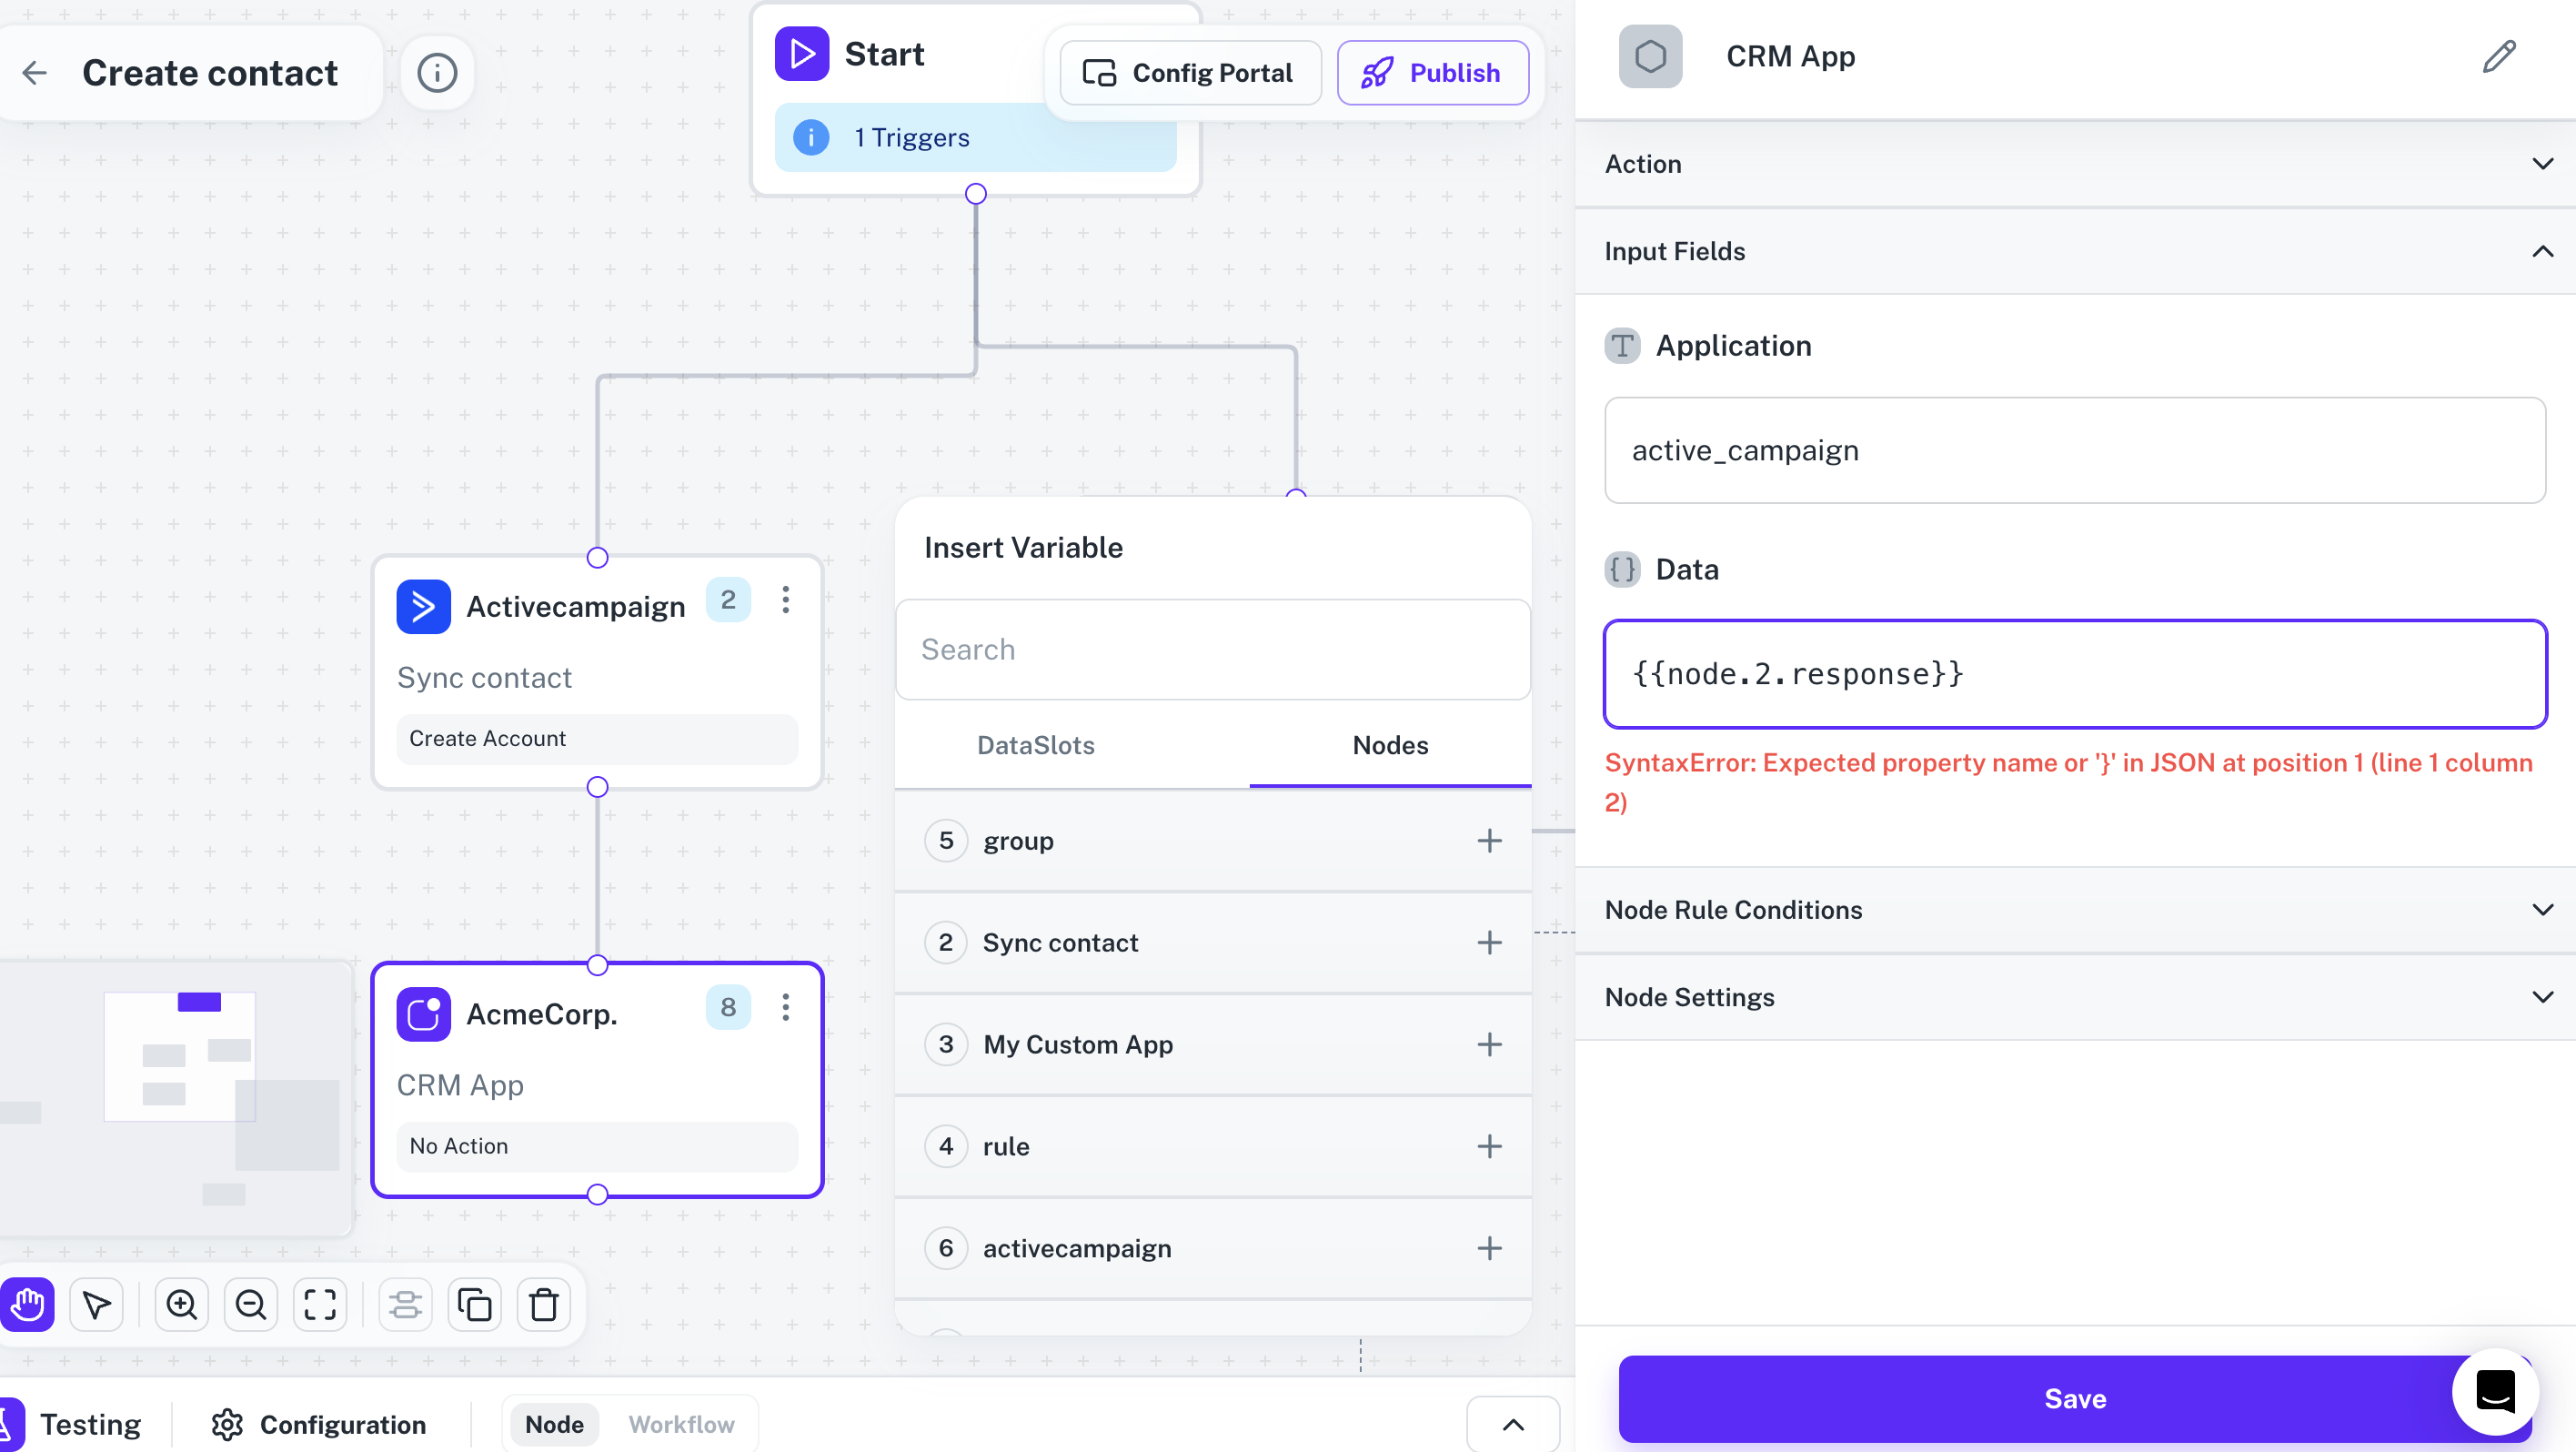 Create contact
Start
1 Triggers
Config Portal
Publish
Activecampaign
2
Sync contact
Create Account
AcmeCorp.
8
CRM App
No Action
Insert Variable
Search
DataSlots
Nodes
5 group
2 Sync contact
3 My Custom App
4 rule
6 activecampaign
Testing
Configuration
Node
Workflow
CRM App
Action
Input Fields
Application
active_campaign
{} Data
{{node.2.response}}
SyntaxError: Expected property name or '}' in JSON at position 1 (line 1 column
2)
Node Rule Conditions
Node Settings
Save